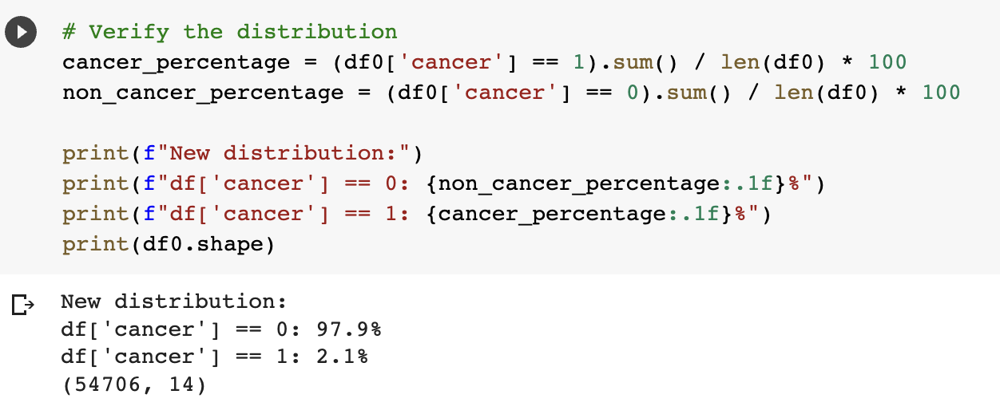 # Verify the distribution
cancer_percentage = (df0['cancer'] == 1).sum() / len(df0) * 100
non_cancer_percentage = (df0['cancer'] == 0).sum() / len(df0) * 100
print(f"New distribution:")
print(f"df['cancer'] == 0: {non_cancer_percentage:.1f}%")
print(f"df['cancer'] == 1: {cancer_percentage:.1f}%")
print(df0.shape)
New distribution:
df['cancer'] == 0: 97.9%
df['cancer'] == 1: 2.1%
(54706, 14)